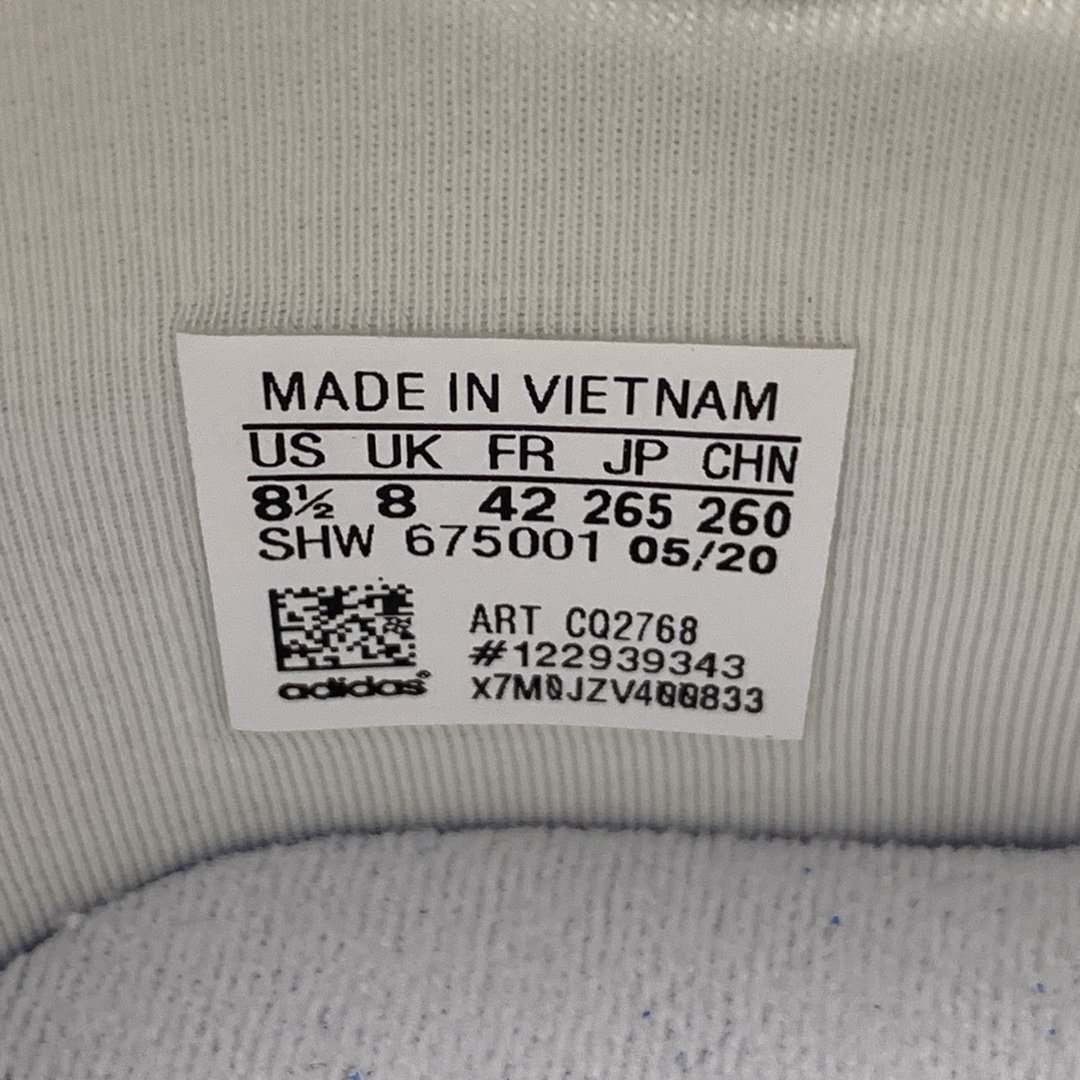 MADE IN VIETNAM
US UK FR JP CHN
8½ 8 42 265 260
SHW 675001 05/20
ART CQ2768
#122939343
adidas® x7M0JZV400833